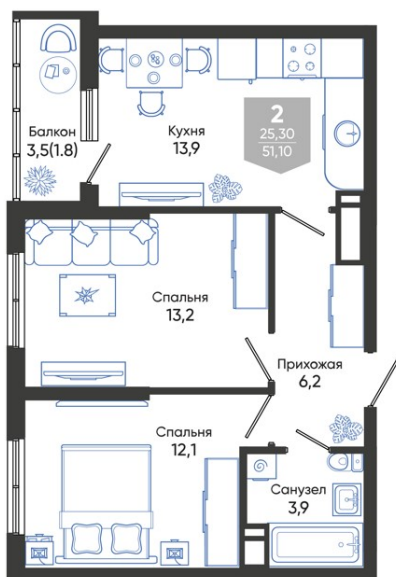 2
25,30
51,10
Балкон
3,5(1.8)
Кухня
13,9
Спальня
13,2
Прихожая
6,2
Спальня
12,1
Санузел
3,9